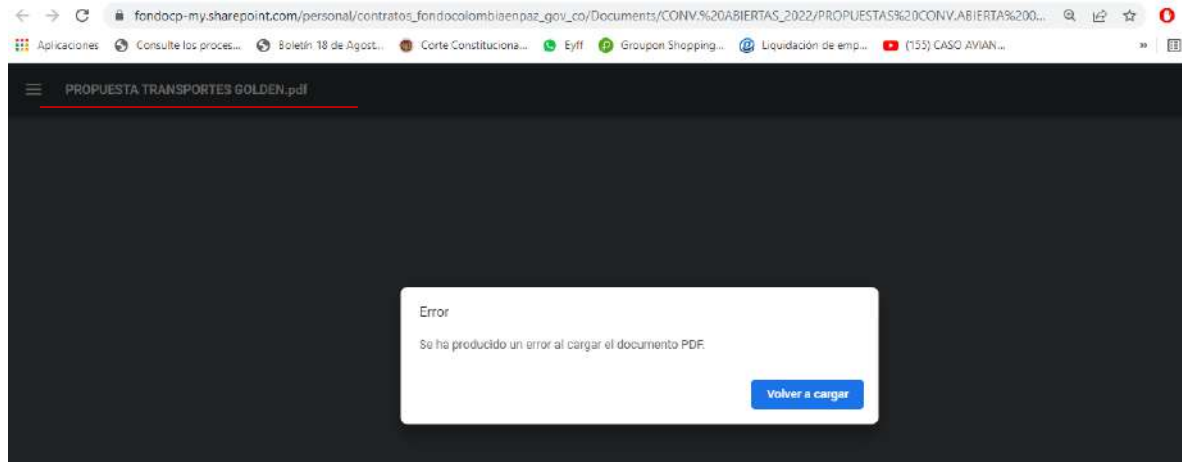 fondocp-my.sharepoint.com/personal/contratos_fondocolombiaenpaz_gov_co/Documents/CONV.%20ABIERTAS_2022/PROPUESTAS%20CONV.ABIERTA%200...
Aplicaciones Consulte los proces... Boletín 18 de Agost... Corte Constituciona... Eyff Groupon Shopping... Liquidación de emp... (155) CASO AVIAN... »
PROPUESTA TRANSPORTES GOLDEN.pdf
Error
Se ha producido un error al cargar el documento PDF.
Volver a cargar